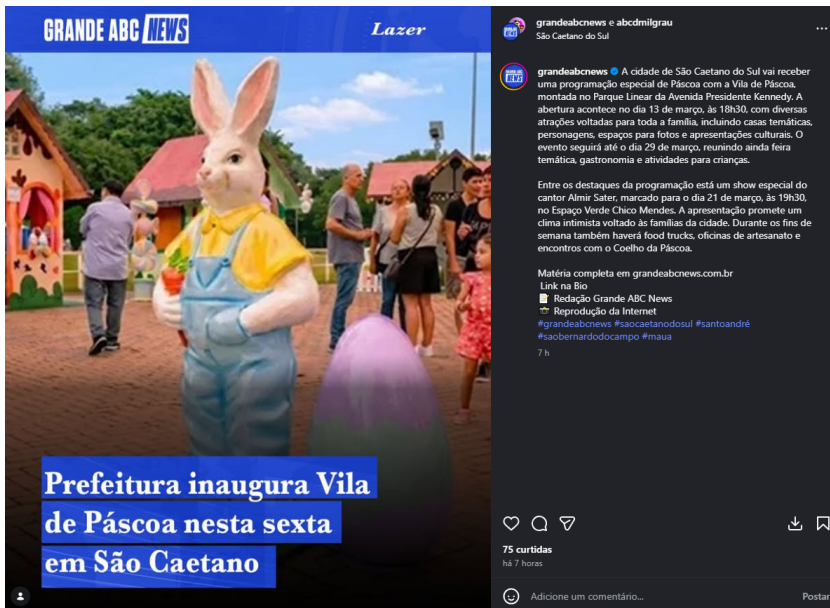 GRANDE ABC NEWS
Lazer
Prefeitura inaugura Vila
de Páscoa nesta sexta
em São Caetano
grandeabcnews e abcdmilgrau
São Caetano do Sul
grandeabcnews A cidade de São Caetano do Sul vai receber
uma programação especial de Páscoa com a Vila de Páscoa,
montada no Parque Linear da Avenida Presidente Kennedy. A
abertura acontece no dia 13 de março, às 18h30, com diversas
atrações voltadas para toda a família, incluindo casas temáticas,
personagens, espaços para fotos e apresentações culturais. O
evento seguirá até o dia 29 de março, reunindo ainda feira
temática, gastronomia e atividades para crianças.
Entre os destaques da programação está um show especial do
cantor Almir Sater, marcado para o dia 21 de março, às 19h30,
no Espaço Verde Chico Mendes. A apresentação promete um
clima intimista voltado às famílias da cidade. Durante os fins de
semana também haverá food trucks, oficinas de artesanato e
encontros com o Coelho da Páscoa.
Matéria completa em grandeabcnews.com.br
Link na Bio
📝 Redação Grande ABC News
Reprodução da Internet
#grandeabcnews #saocaetanodosul #santoandré
#saobernardodocampo #maua
7 h
75 curtidas
há 7 horas
Adicione um comentário...
Postar